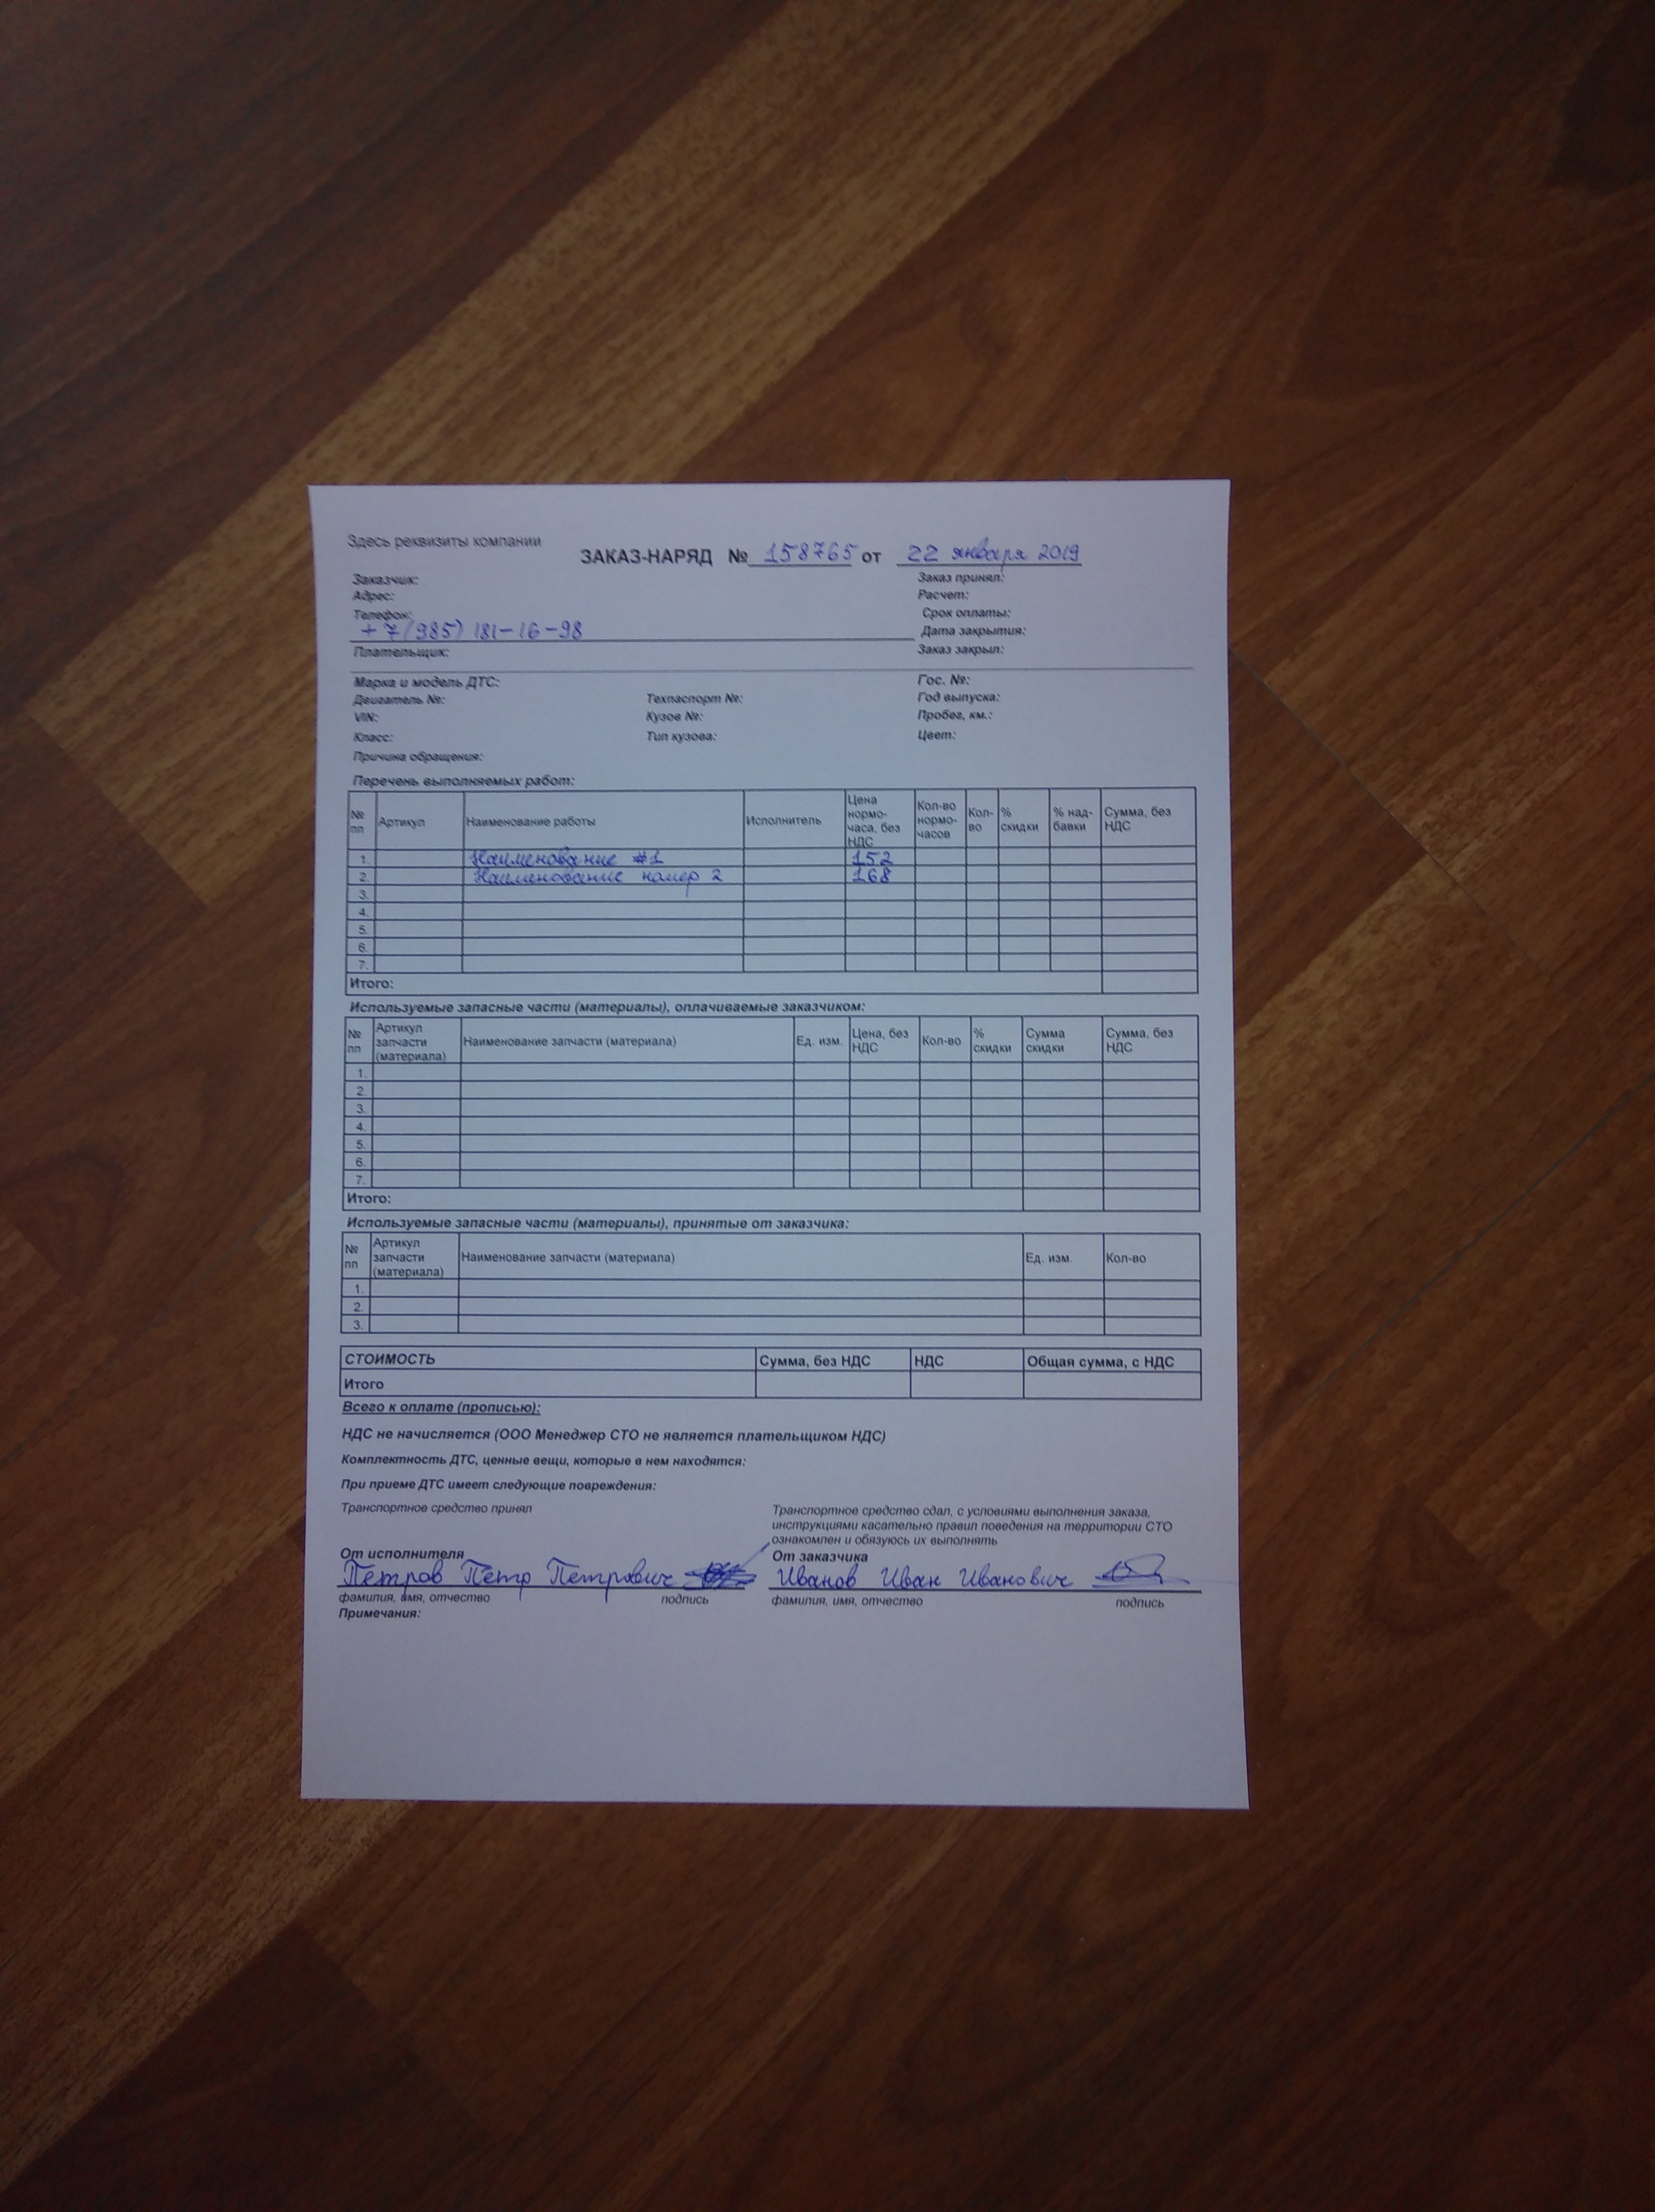 Здесь реквизиты компании
ЗАКАЗ-НАРЯД № 158765 от 22 января 2019
Заказчик: Заказ принял:
Адрес: Расчет:
Телефон: Срок оплаты:
+7(985) 181-16-98 Дата закрытия:
Плательщик: Заказ закрыл:
Марка и модель ДТС: Гос. №:
Двигатель №: Техпаспорт №: Год выпуска:
VIN: Кузов №: Пробег, км.:
Класс: Тип кузова: Цвет:
Причина обращения:
Перечень выполняемых работ:
№ пп Артикул Наименование работы Исполнитель Цена нормо-часа, без НДС Кол-во нормо-часов Кол-во % скидки % над-бавки Сумма, без НДС
1. Наименование #1 152
2. Наименование номер 2 168
3.
4.
5.
6.
7.
Итого:
Используемые запасные части (материалы), оплачиваемые заказчиком:
№ пп Артикул запчасти (материала) Наименование запчасти (материала) Ед. изм. Цена, без НДС Кол-во % скидки Сумма скидки Сумма, без НДС
1.
2.
3.
4.
5.
6.
7.
Итого:
Используемые запасные части (материалы), принятые от заказчика:
№ пп Артикул запчасти (материала) Наименование запчасти (материала) Ед. изм. Кол-во
1.
2.
3.
СТОИМОСТЬ Сумма, без НДС НДС Общая сумма, с НДС
Итого
Всего к оплате (прописью):
НДС не начисляется (ООО Менеджер СТО не является плательщиком НДС)
Комплектность ДТС, ценные вещи, которые в нем находятся:
При приеме ДТС имеет следующие повреждения:
Транспортное средство принял
Транспортное средство сдал, с условиями выполнения заказа,
инструкциями касательно правил поведения на территории СТО
ознакомлен и обязуюсь их выполнять
От исполнителя От заказчика
Петров Петр Петрович Иванов Иван Иванович
фамилия, имя, отчество подпись фамилия, имя, отчество подпись
Примечания: